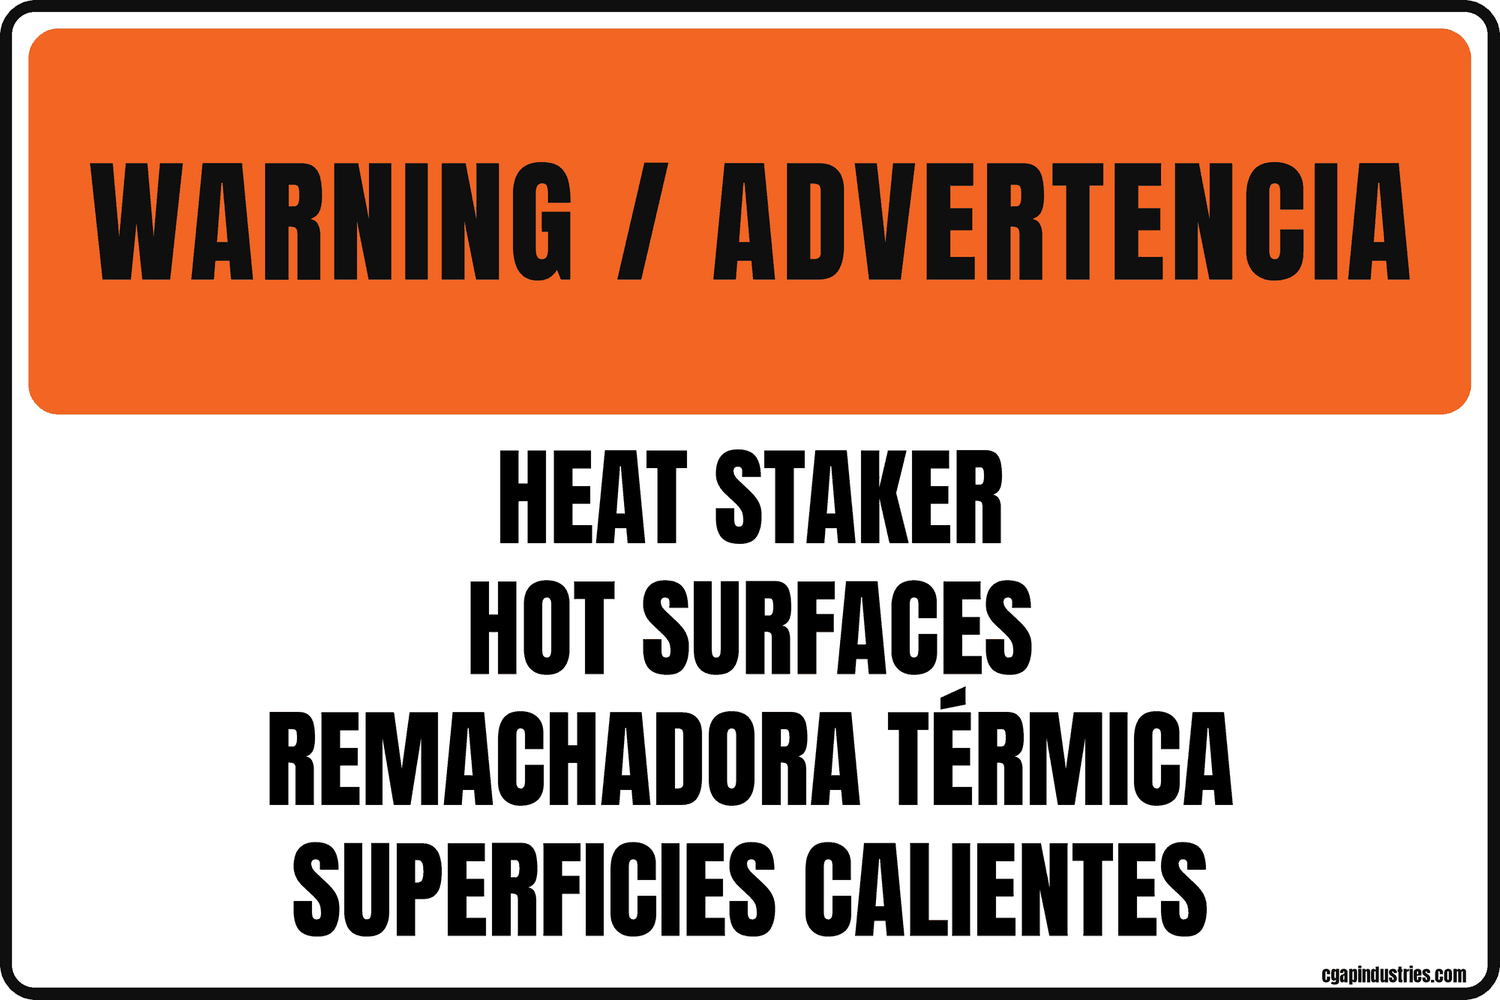 WARNING / ADVERTENCIA
HEAT STAKER
HOT SURFACES
REMACHADORA TÉRMICA
SUPERFICIES CALIENTES
cgapindustries.com